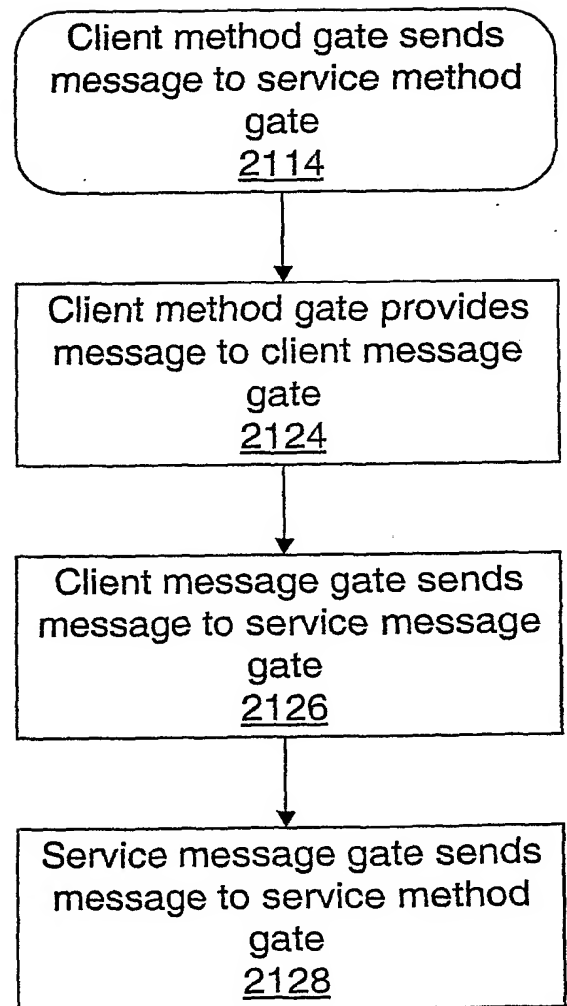 Client method gate sends
message to service method
gate
2114
Client method gate provides
message to client message
gate
2124
Client message gate sends
message to service message
gate
2126
Service message gate sends
message to service method
gate
2128